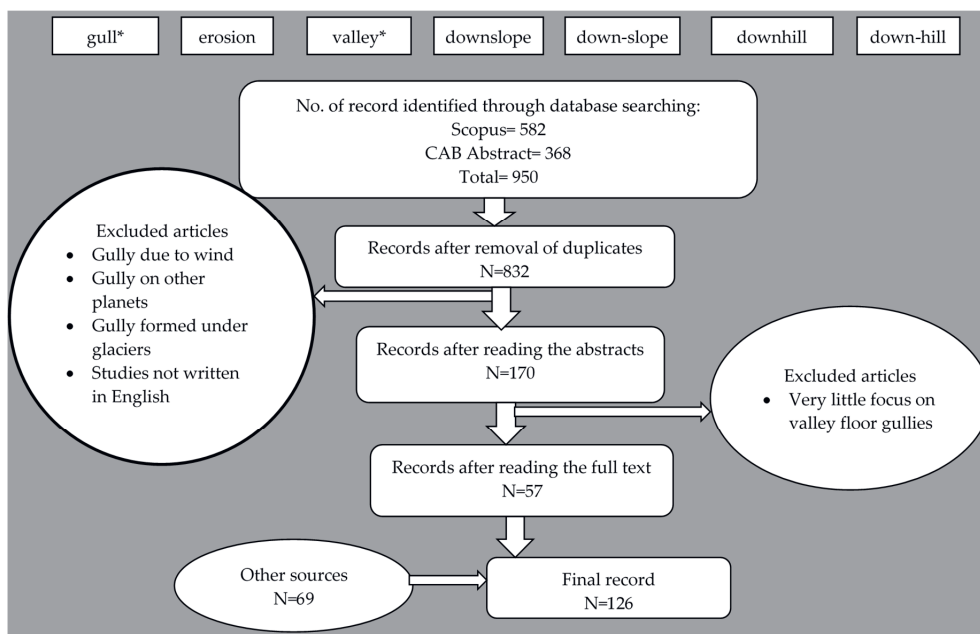 gull*
erosion
valley*
downslope
down-slope
downhill
down-hill
No. of record identified through database searching:
Scopus= 582
CAB Abstract= 368
Total= 950
Records after removal of duplicates
N=832
Excluded articles
• Gully due to wind
• Gully on other
planets
• Gully formed under
glaciers
• Studies not written
in English
Records after reading the abstracts
N=170
Excluded articles
• Very little focus on
valley floor gullies
Records after reading the full text
N=57
Other sources
N=69
Final record
N=126